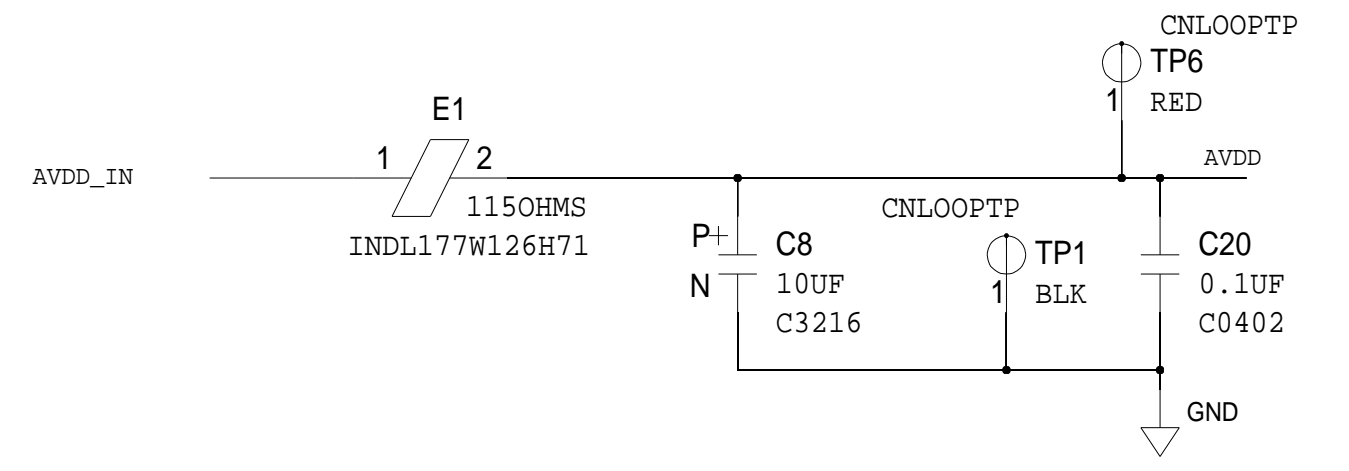 CNLOOPTP
TP6
1 RED
E1
1 2
AVDD_IN
AVDD
115OHMS
CNLOOPTP
INDL177W126H71
P+ C8
TP1
C20
N 10UF
1 BLK
0.1UF
C3216
C0402
GND